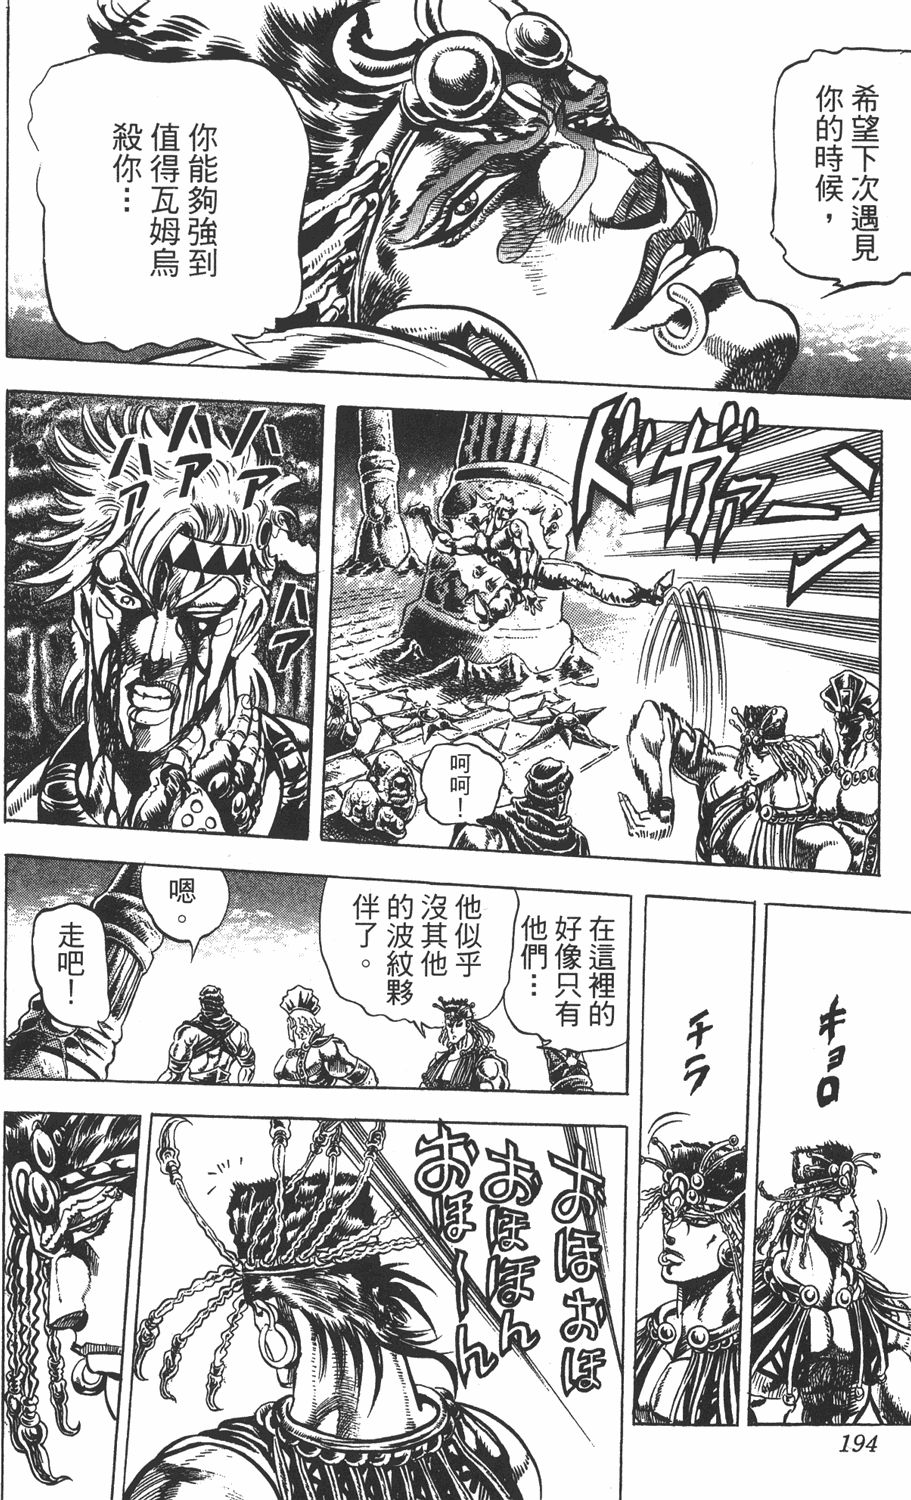 希望下次遇見
你的時候，
你能夠強到
值得瓦姆烏
殺你…
ドガァーン
呵呵！
ハァ
ハァ
ハァ
ハァ
キョロ
チラ
在這裡的
好像只有
他們…
他似乎
沒其他
的波紋夥
伴了。
嗯。
走吧！
おほおほ
おほほん
おほーん
194